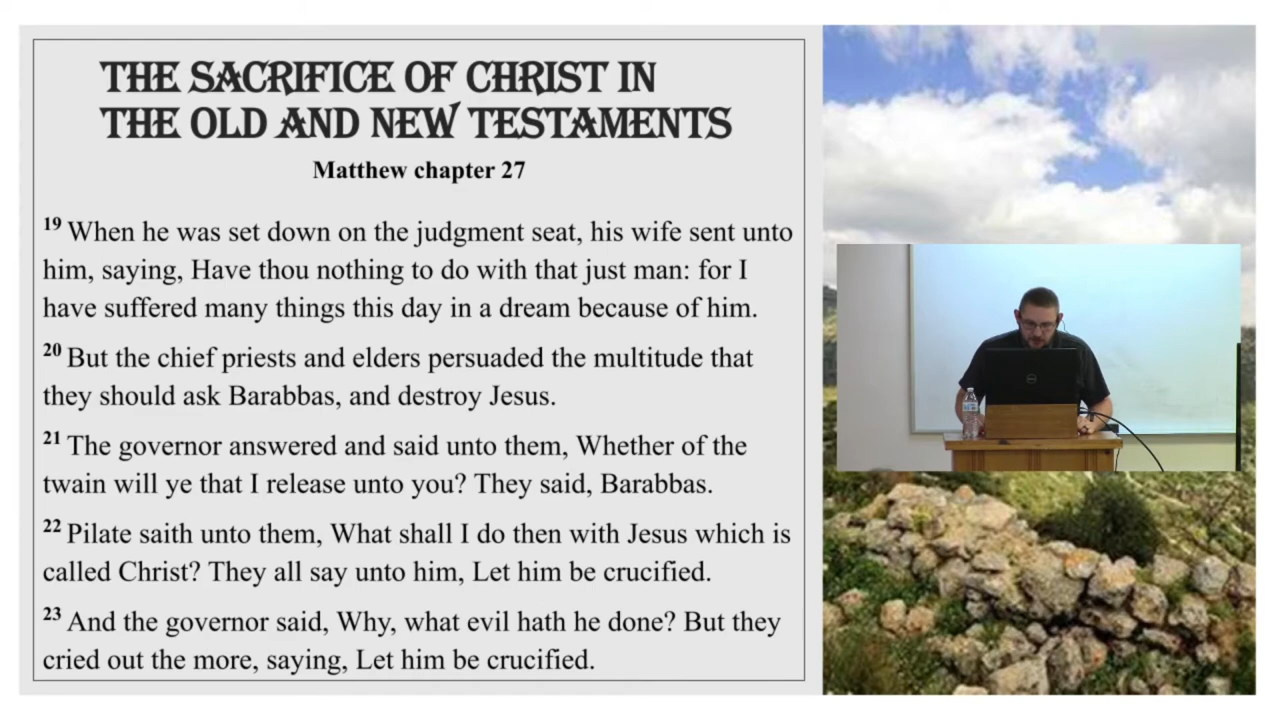 THE SACRIFICE OF CHRIST IN
THE OLD AND NEW TESTAMENTS
Matthew chapter 27
19 When he was set down on the judgment seat, his wife sent unto
him, saying, Have thou nothing to do with that just man: for I
have suffered many things this day in a dream because of him.
20 But the chief priests and elders persuaded the multitude that
they should ask Barabbas, and destroy Jesus.
21 The governor answered and said unto them, Whether of the
twain will ye that I release unto you? They said, Barabbas.
22 Pilate saith unto them, What shall I do then with Jesus which is
called Christ? They all say unto him, Let him be crucified.
23 And the governor said, Why, what evil hath he done? But they
cried out the more, saying, Let him be crucified.